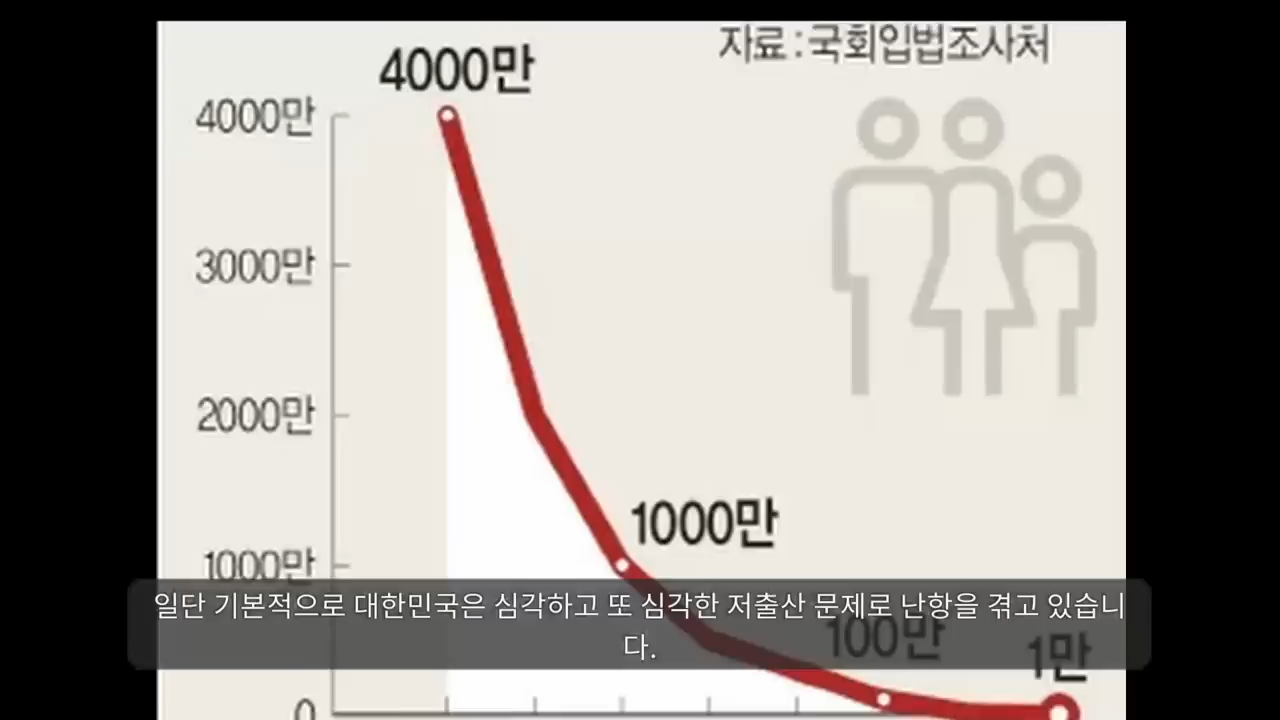 자료 : 국회입법조사처
4000만
4000만
3000만
2000만
1000만
1000만
일단 기본적으로 대한민국은 심각하고 또 심각한 저출산 문제로 난항을 겪고 있습니
다.
100만
1만
0